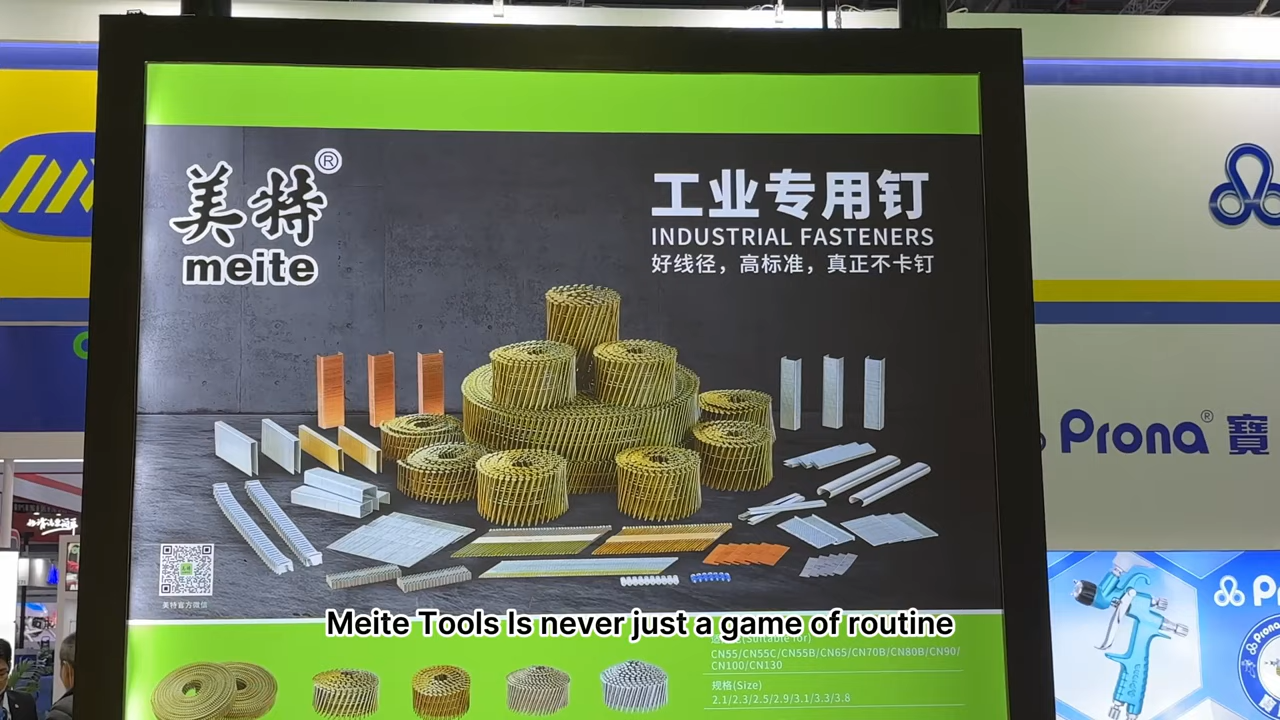 美特®
meite
工业专用钉
INDUSTRIAL FASTENERS
好线径，高标准，真正不卡钉
Prona® 寶
美特官方微信
Meite Tools Is never just a game of routine
(Suitable for)
CN55/CN55C/CN55B/CN65/CN70B/CN80B/CN90/
CN100/CN130
规格(Size)
2.1/2.3/2.5/2.9/3.1/3.3/3.8